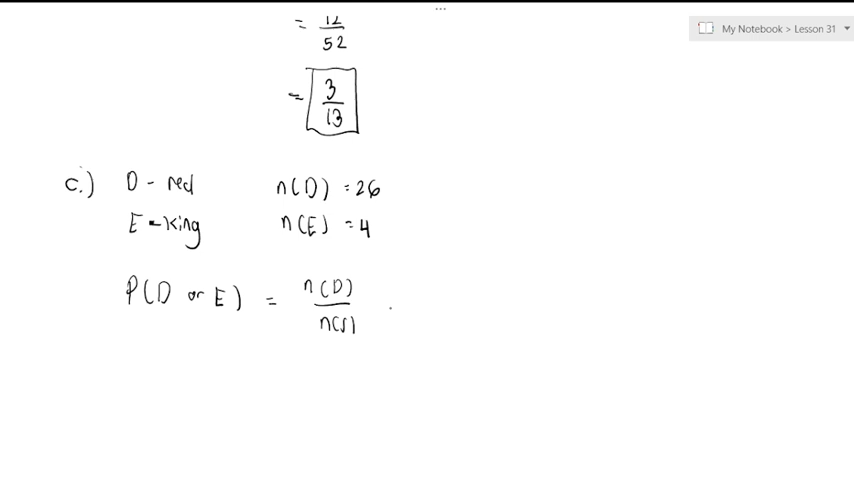 ...
My Notebook > Lesson 31
= 12/52
= 3/13
c.) D - red n(D) = 26
E - king n(E) = 4
P(D or E) = n(D)/n(S)